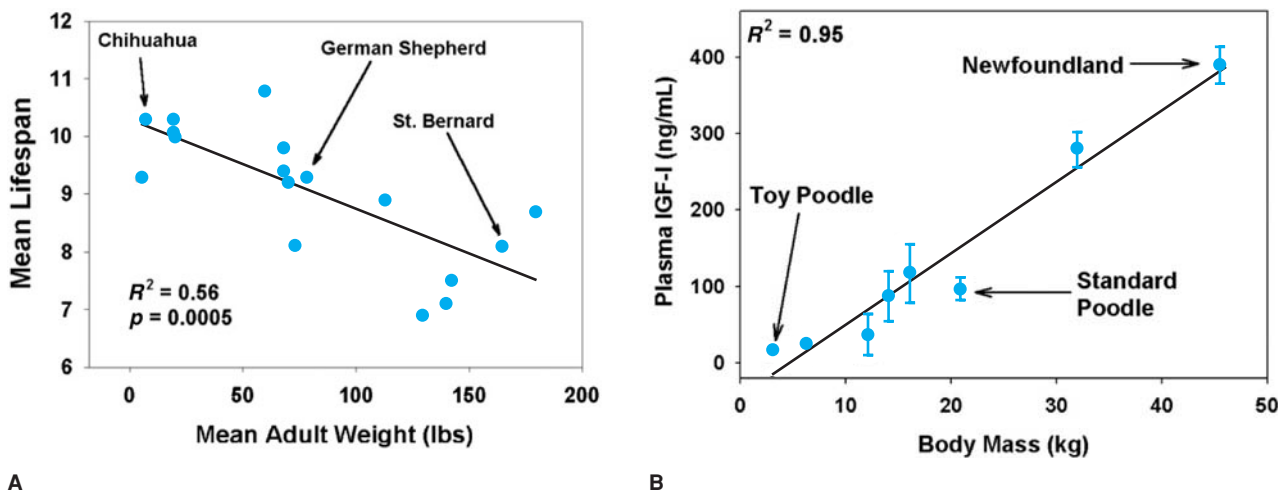 12
11
10
9
8
7
6
Mean Lifespan
Chihuahua
German Shepherd
St. Bernard
R² = 0.56
p = 0.0005
0
50
100
150
200
Mean Adult Weight (lbs)
A
R² = 0.95
400
300
200
100
0
Plasma IGF-I (ng/mL)
Newfoundland
Toy Poodle
Standard
Poodle
0
10
20
30
40
50
Body Mass (kg)
B